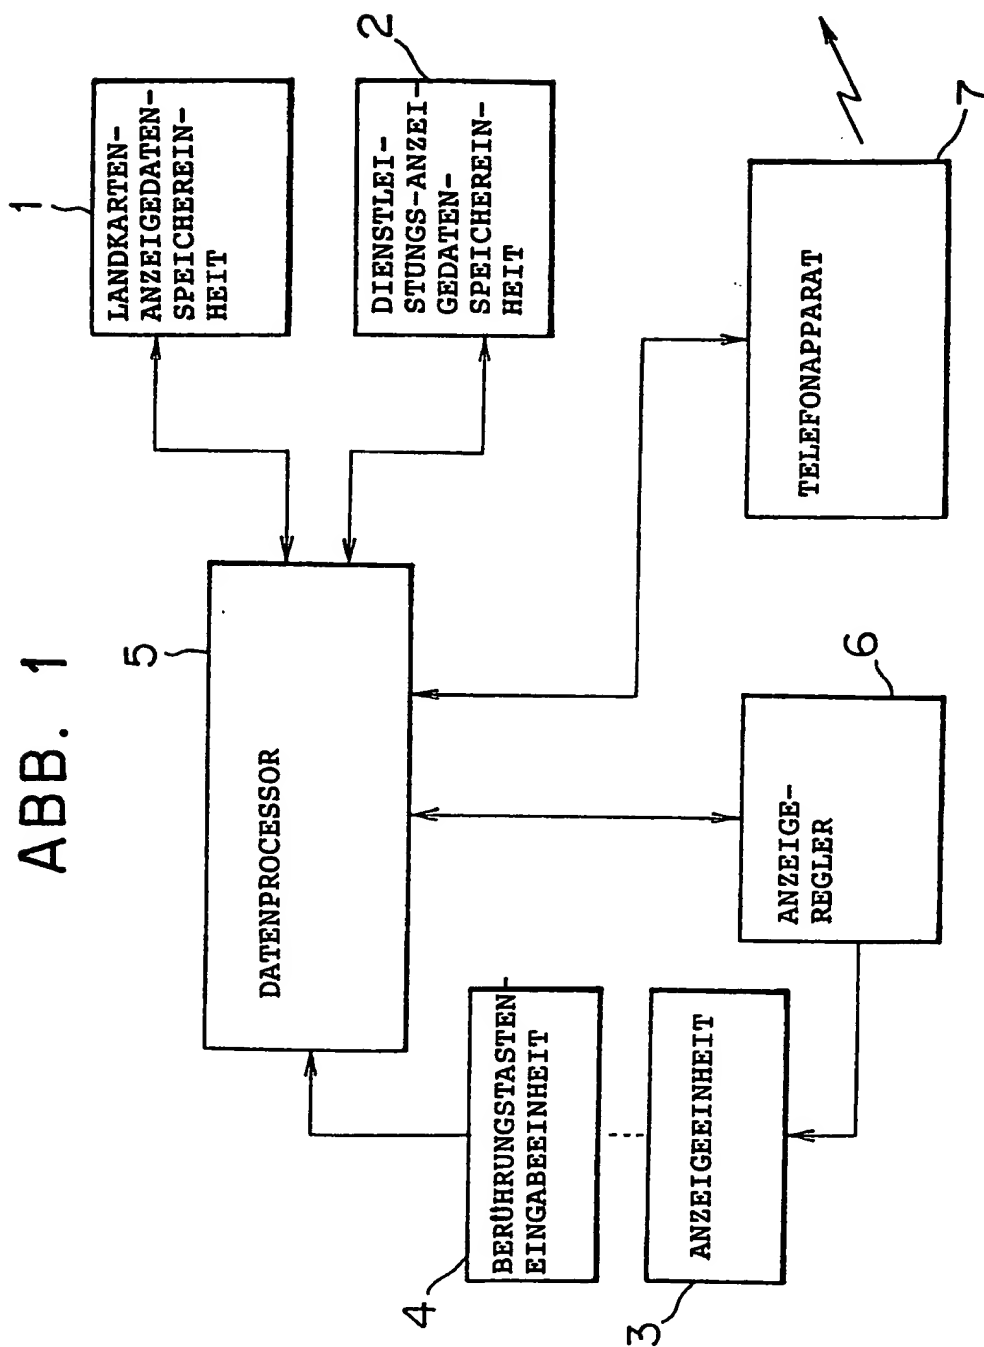 ABB. 1
1
LANDKARTEN-
ANZEIGEDATEN-
SPEICHEREIN-
HEIT
2
DIENSTLEI-
STUNGS-ANZEI-
GEDATEN-
SPEICHEREIN-
HEIT
5
DATENPROCESSOR
4
BERÜHRUNGSTASTEN-
EINGABEEINHEIT
3
ANZEIGEEINHEIT
6
ANZEIGE-
REGLER
7
TELEFONAPPARAT